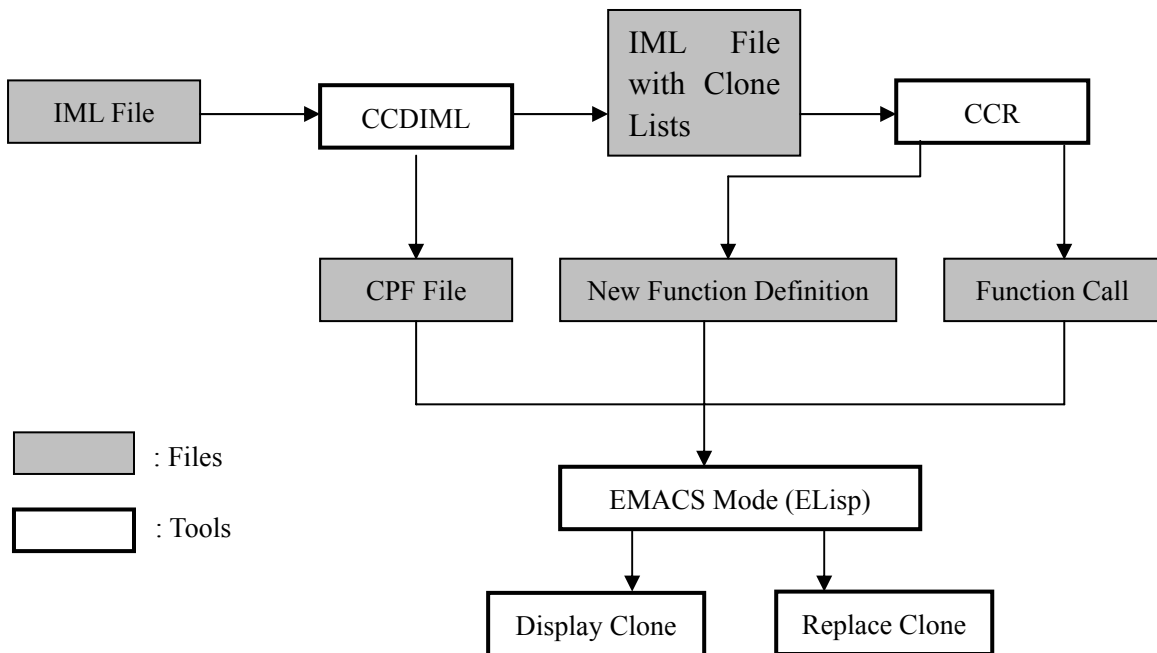 IML File
CCDIML
IML File
with Clone
Lists
CCR
CPF File
New Function Definition
Function Call
: Files
: Tools
EMACS Mode (ELisp)
Display Clone
Replace Clone